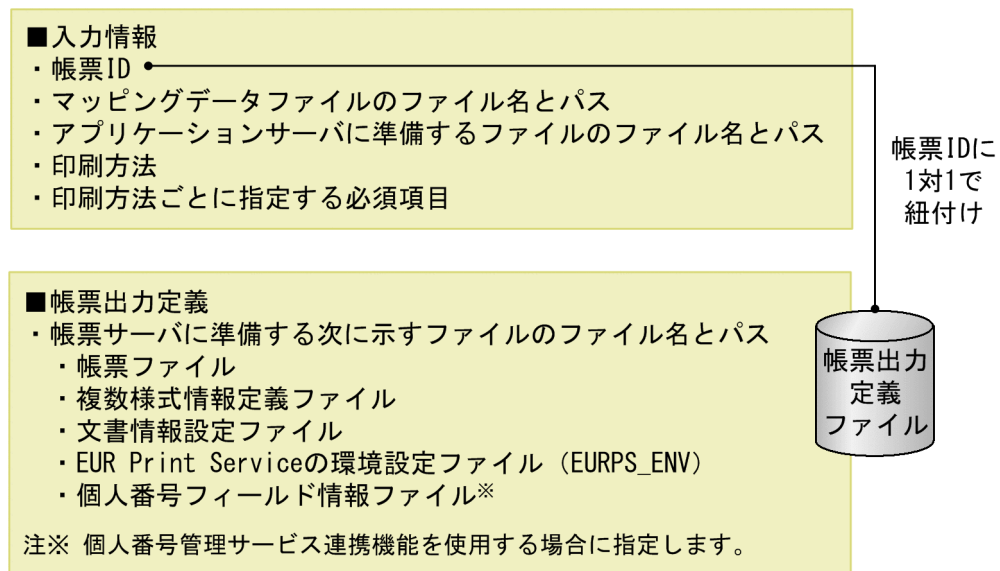 ■入力情報
・帳票ID
・マッピングデータファイルのファイル名とパス
・アプリケーションサーバに準備するファイルのファイル名とパス
・印刷方法
・印刷方法ごとに指定する必須項目
帳票IDに
1対1で
紐付け
■帳票出力定義
・帳票サーバに準備する次に示すファイルのファイル名とパス
・帳票ファイル
・複数様式情報定義ファイル
・文書情報設定ファイル
・EUR Print Serviceの環境設定ファイル（EURPS_ENV）
・個人番号フィールド情報ファイル※
注※ 個人番号管理サービス連携機能を使用する場合に指定します。
帳票出力
定義
ファイル